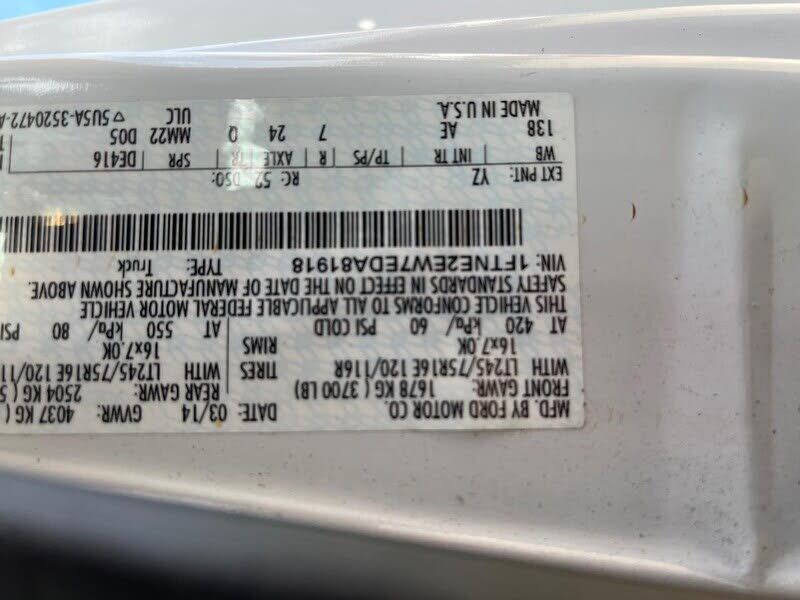 MFD. BY FORD MOTOR CO.
DATE: 03/14 GVWR: 4037 KG (
FRONT GAWR: 1678 KG ( 3700 LB) REAR GAWR: 2504 KG (
WITH LT245/75R16E 120/116R TIRES WITH LT245/75R16E 120/11
16x7.0K RIMS 16x7.0K
AT 420 kPa/ 60 PSI COLD AT 550 kPa/ 80 PSI
THIS VEHICLE CONFORMS TO ALL APPLICABLE FEDERAL MOTOR VEHICLE
SAFETY STANDARDS IN EFFECT ON THE DATE OF MANUFACTURE SHOWN ABOVE.
VIN: 1FTNE2EW7EDA81918 TYPE: Truck
EXT PNT: YZ RC: 52 DSO:
WB | INT TR | TP/PS | R | AXLE | TR | SPR | DE416
138 AE 7 24 Q MM22 D05
MADE IN U.S.A. ULC ▽5U5A-3520472-A